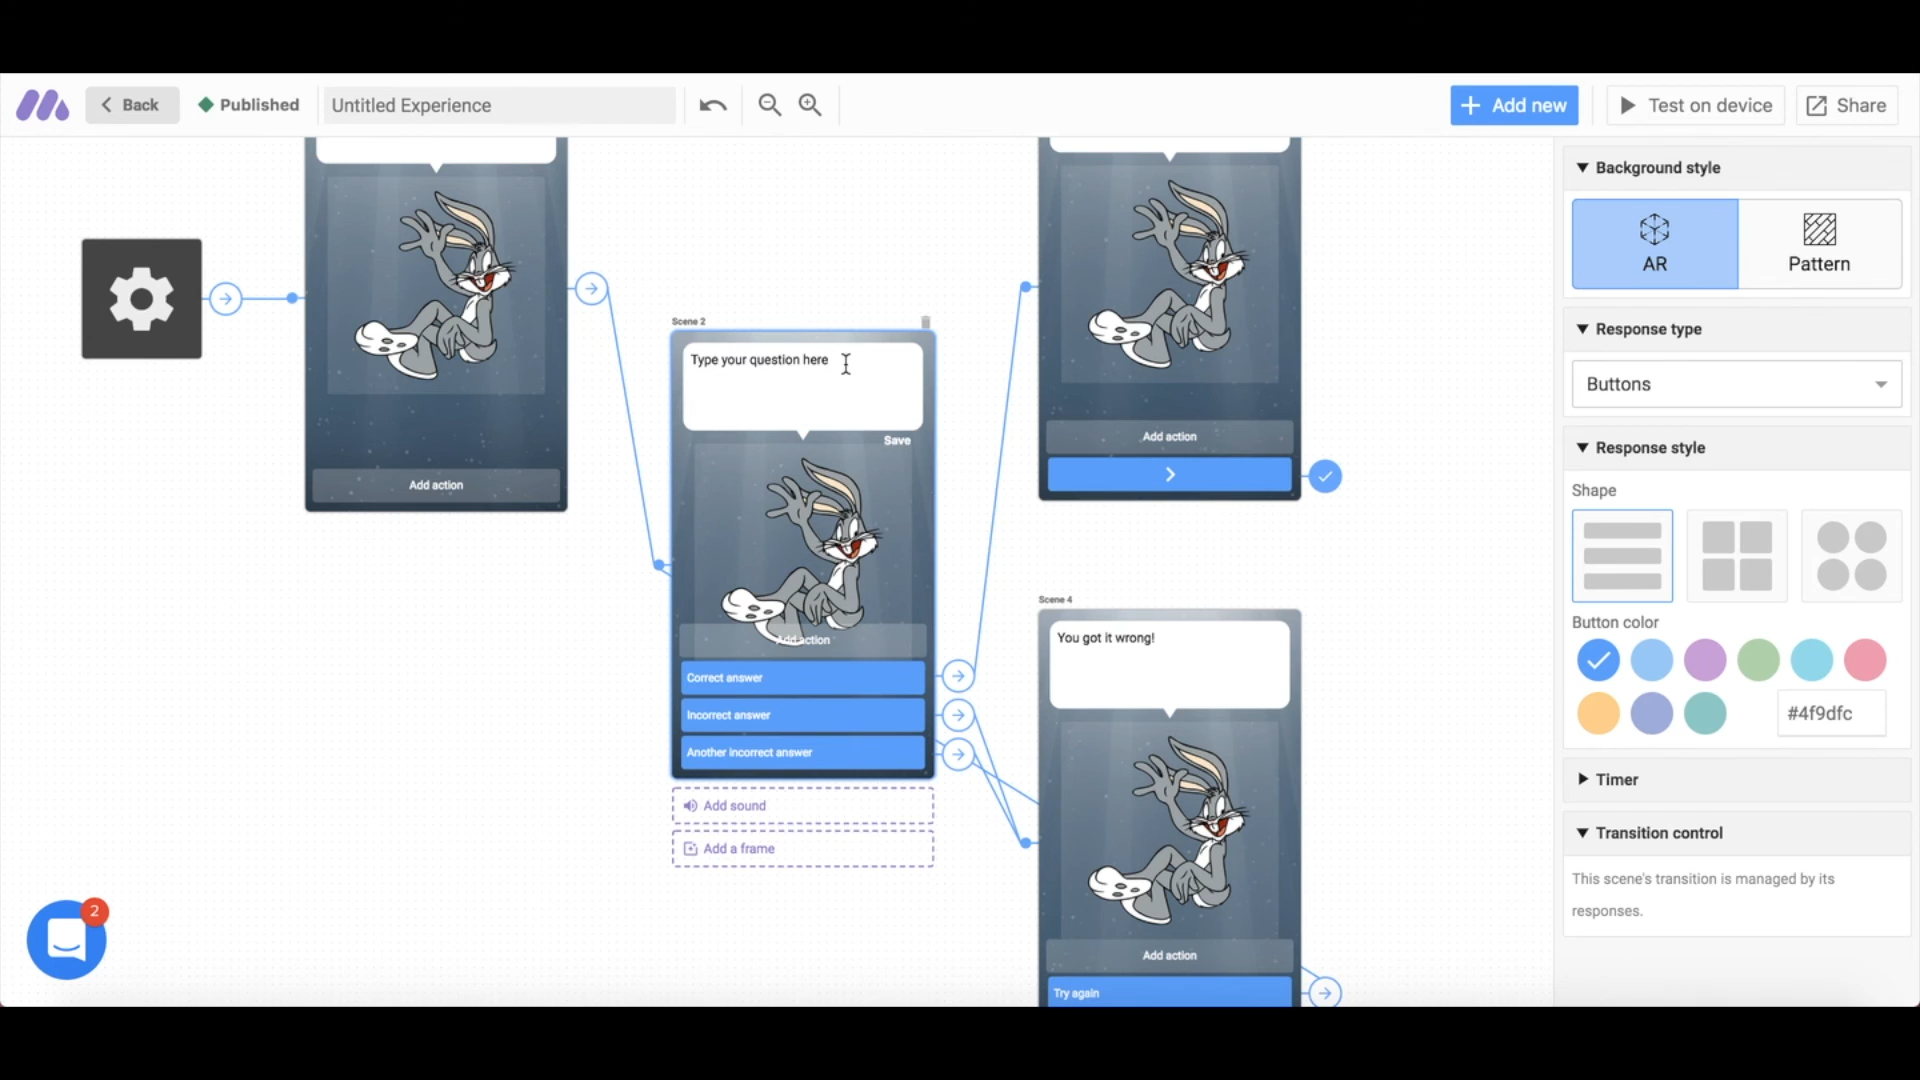 Back
Published
Untitled Experience
Add new
Test on device
Share
Background style
AR
Pattern
Response type
Buttons
Response style
Shape
Button color
#4f9dfc
Timer
Transition control
This scene's transition is managed by its
responses.
Add action
Scene 2
Type your question here
Save
Add action
Correct answer
Incorrect answer
Another incorrect answer
Add sound
Add a frame
Add action
Scene 4
You got it wrong!
Add action
Try again
2